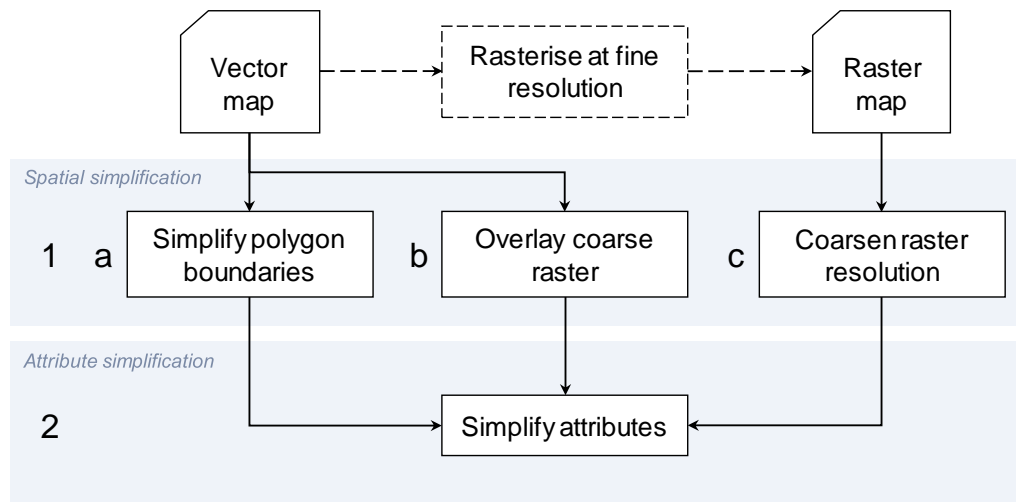 Vector
map
Rasterise at fine
resolution
Raster
map
Spatial simplification
1
a
Simplify polygon
boundaries
b
Overlay coarse
raster
c
Coarsen raster
resolution
Attribute simplification
2
Simplify attributes